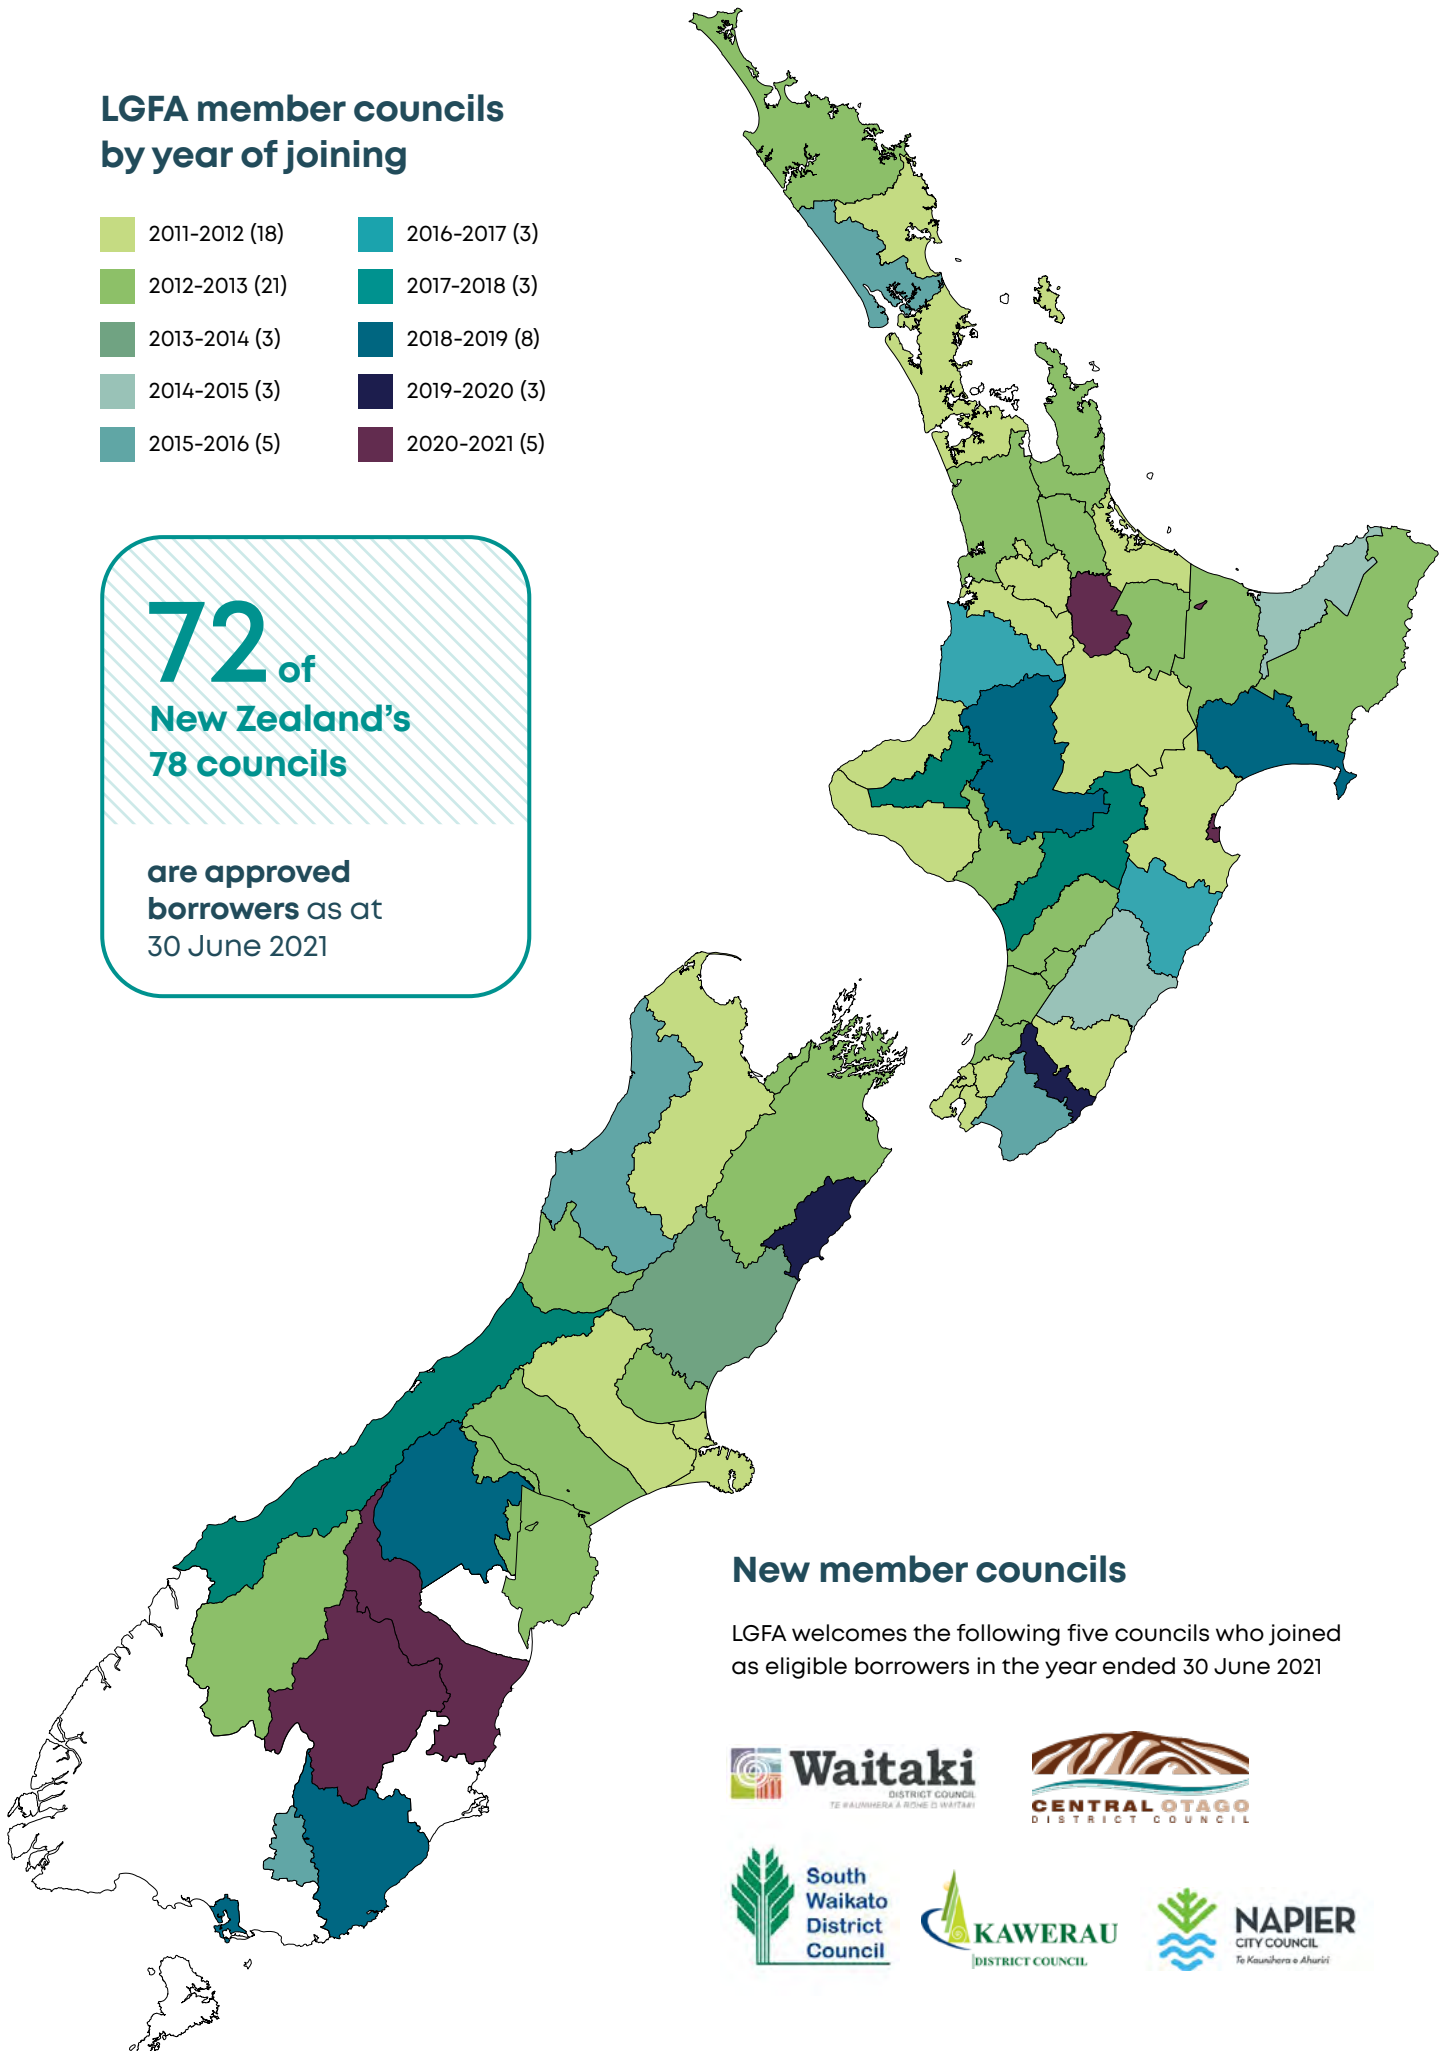 LGFA member councils
by year of joining
2011-2012 (18)
2012-2013 (21)
2013-2014 (3)
2014-2015 (3)
2015-2016 (5)
2016-2017 (3)
2017-2018 (3)
2018-2019 (8)
2019-2020 (3)
2020-2021 (5)
72 of
New Zealand's
78 councils
are approved
borrowers as at
30 June 2021
New member councils
LGFA welcomes the following five councils who joined
as eligible borrowers in the year ended 30 June 2021
Waitaki
DISTRICT COUNCIL
TE KAUNIHERA Ā ROHE O WAITAKI
CENTRAL OTAGO
DISTRICT COUNCIL
South
Waikato
District
Council
KAWERAU
DISTRICT COUNCIL
NAPIER
CITY COUNCIL
Te Kaunihera o Ahuriri